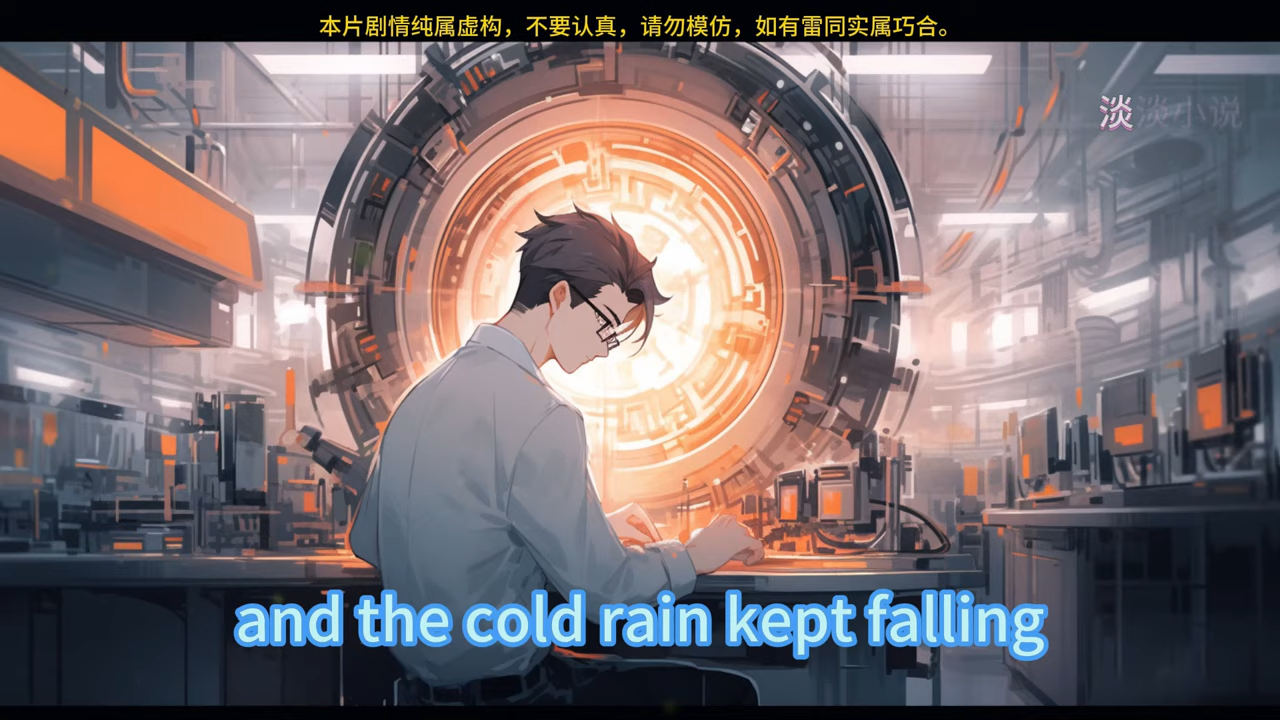 本片剧情纯属虚构，不要认真，请勿模仿，如有雷同实属巧合。
淡淡小说
and the cold rain kept falling